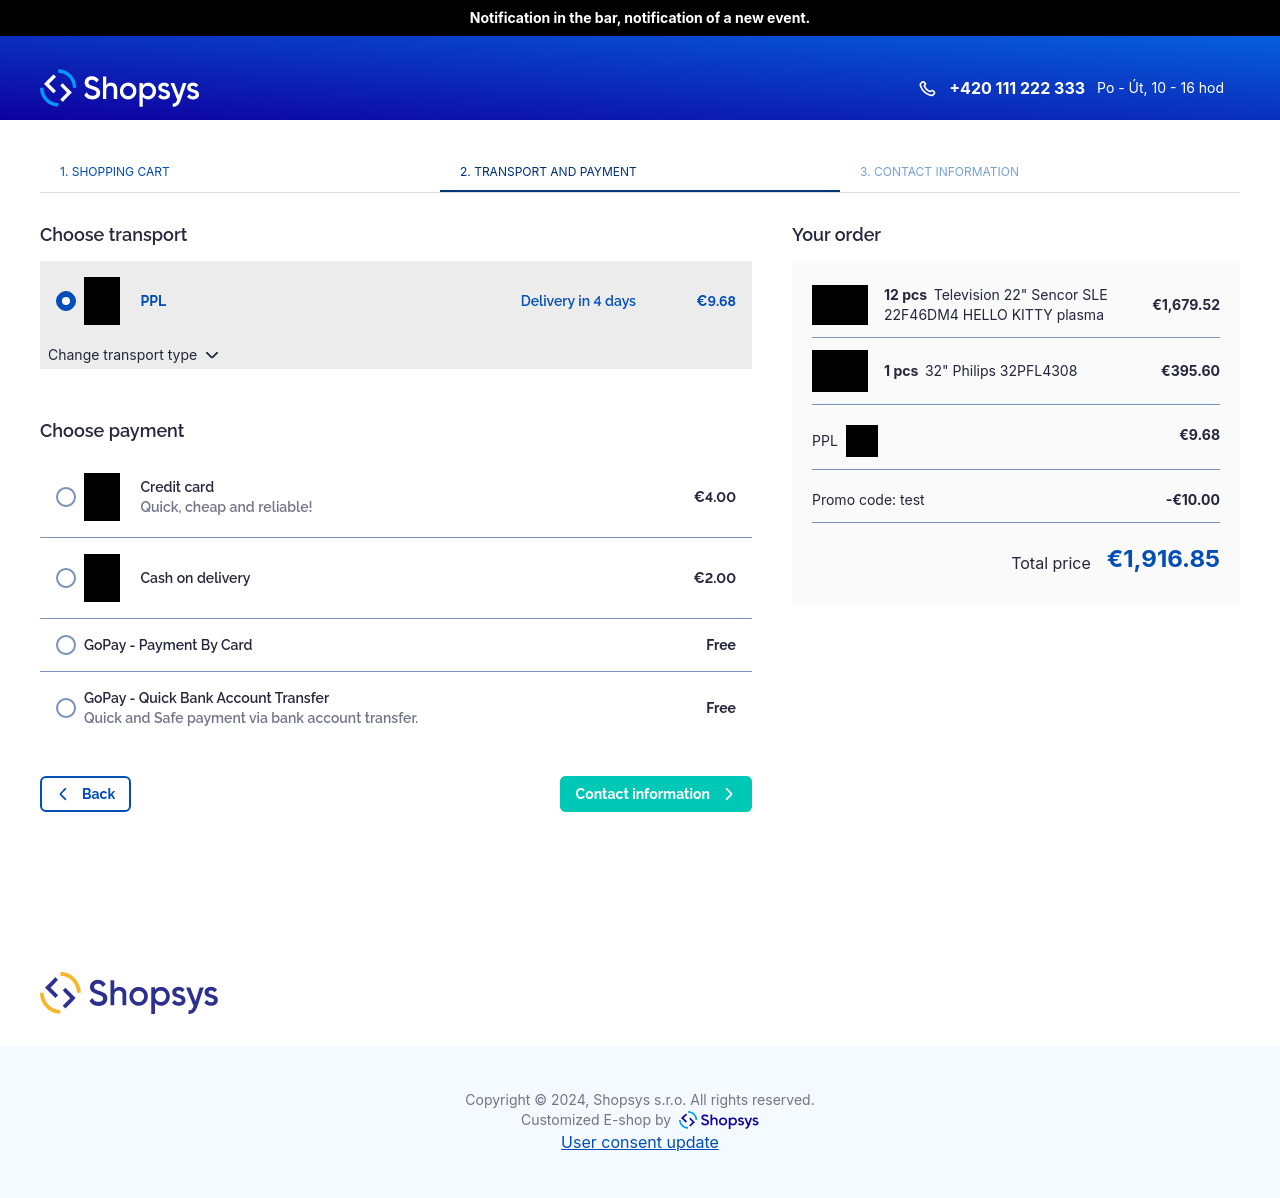 Notification in the bar, notification of a new event.
Shopsys
+420 111 222 333 Po - Út, 10 - 16 hod
1. SHOPPING CART
2. TRANSPORT AND PAYMENT
3. CONTACT INFORMATION
Choose transport
PPL Delivery in 4 days €9.68
Change transport type
Choose payment
Credit card
Quick, cheap and reliable!
€4.00
Cash on delivery €2.00
GoPay - Payment By Card Free
GoPay - Quick Bank Account Transfer
Quick and Safe payment via bank account transfer.
Free
Back
Contact information
Your order
12 pcs Television 22" Sencor SLE
22F46DM4 HELLO KITTY plasma
€1,679.52
1 pcs 32" Philips 32PFL4308 €395.60
PPL €9.68
Promo code: test -€10.00
Total price €1,916.85
Shopsys
Copyright © 2024, Shopsys s.r.o. All rights reserved.
Customized E-shop by Shopsys
User consent update